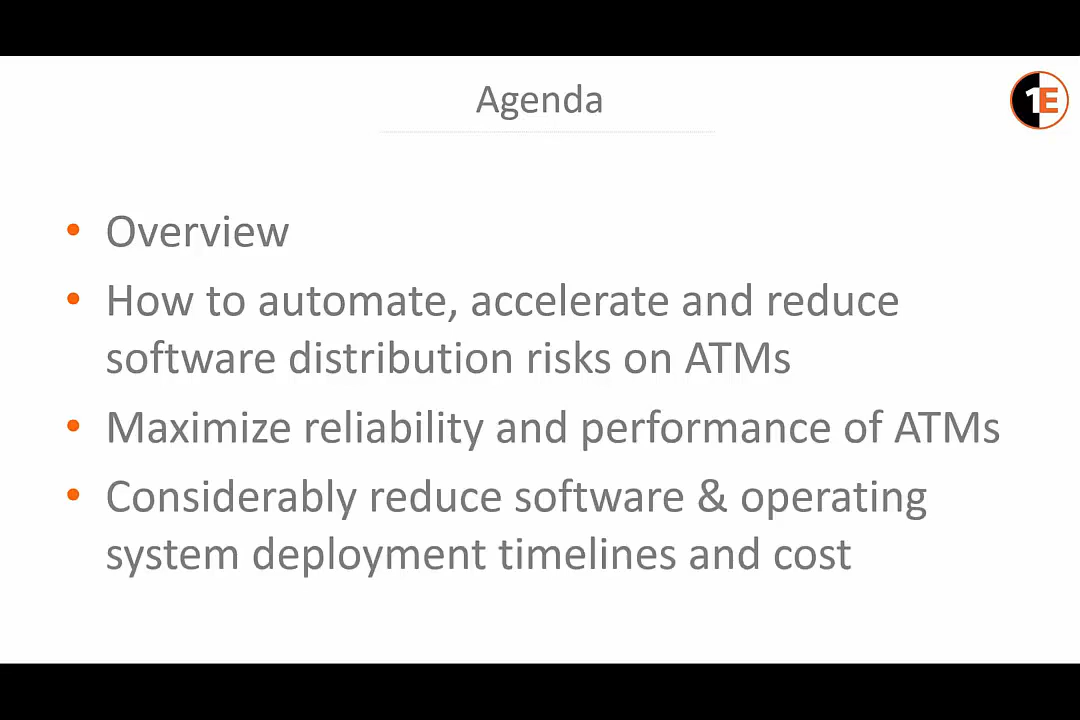 Agenda
1E
• Overview
• How to automate, accelerate and reduce
software distribution risks on ATMs
• Maximize reliability and performance of ATMs
• Considerably reduce software & operating
system deployment timelines and cost